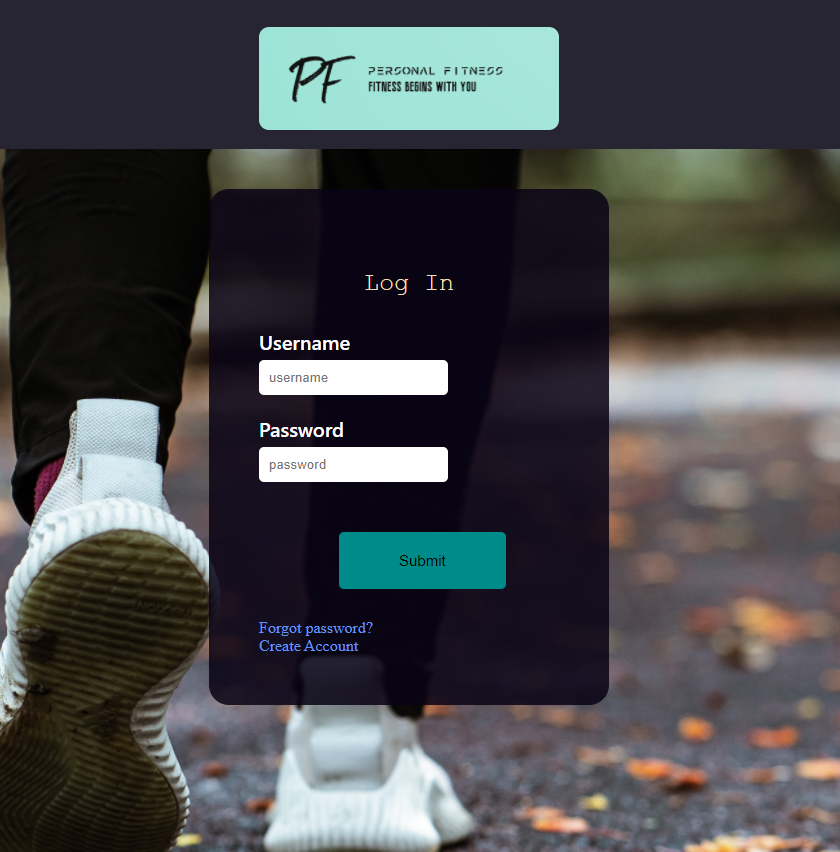 PF
PERSONAL FITNESS
FITNESS BEGINS WITH YOU
Log In
Username
username
Password
password
Submit
Forgot password?
Create Account